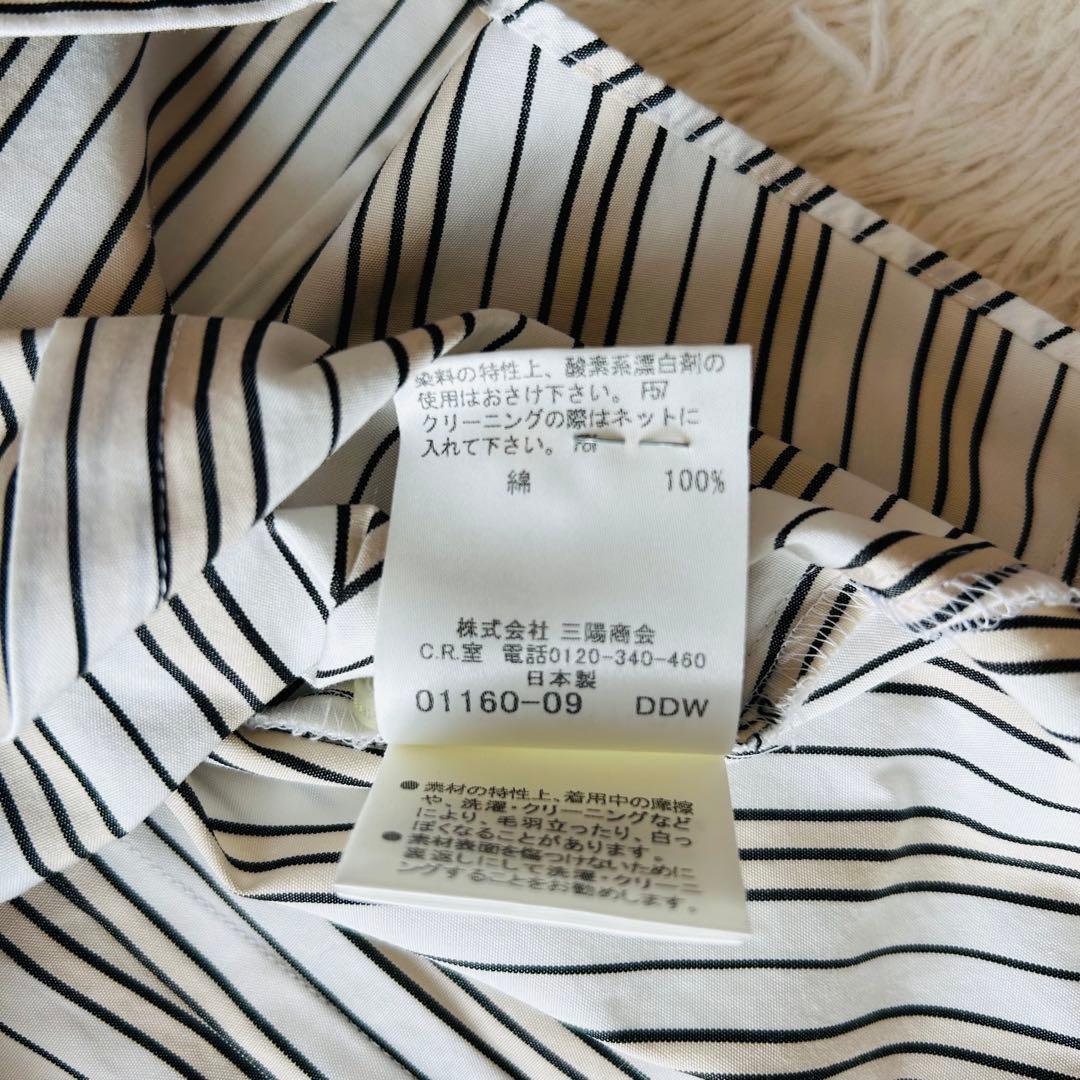 染料の特性上、酸素系漂白剤の
使用はおさけ下さい。 F57
クリーニングの際はネットに
入れて下さい。
綿 100%
株式会社 三陽商会
C.R.室 電話0120-340-460
日本製
01160-09 DDW
● 素材の特性上、着用中の摩擦
や、洗濯・クリーニングなど
により、毛羽立ったり、白っ
ぽくなることがあります。
● 素材表面を傷つけないために
裏返しにして洗濯・クリーニ
ングすることをお勧めします。